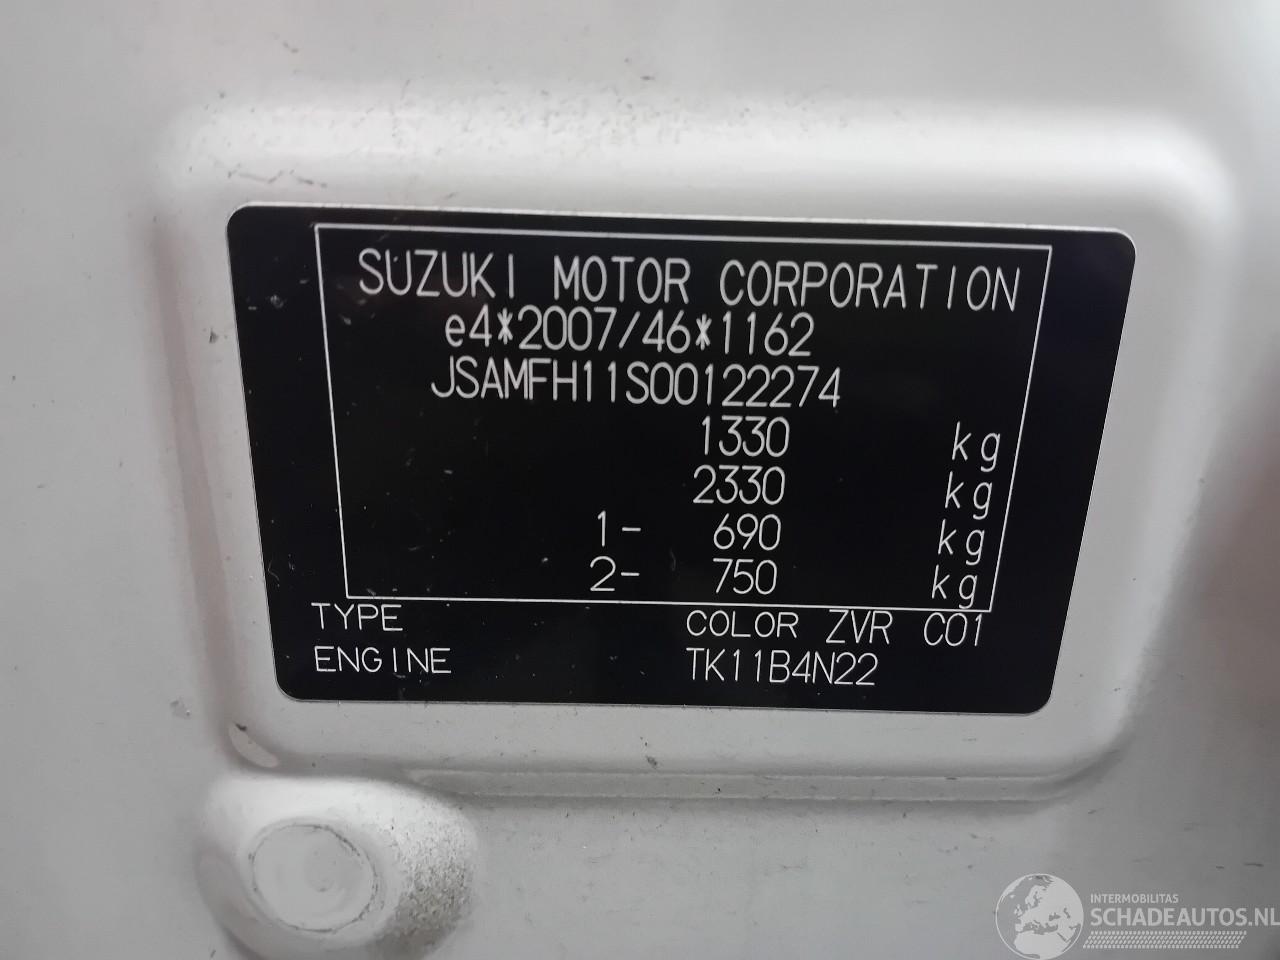 SUZUKI MOTOR CORPORATION
e4*2007/46*1162
JSAMFH11S00122274
1330 kg
2330 kg
1- 690 kg
2- 750 kg
TYPE COLOR ZVR C01
ENGINE TK11B4N22
INTERMOBILITAS
SCHADEAUTOS.NL